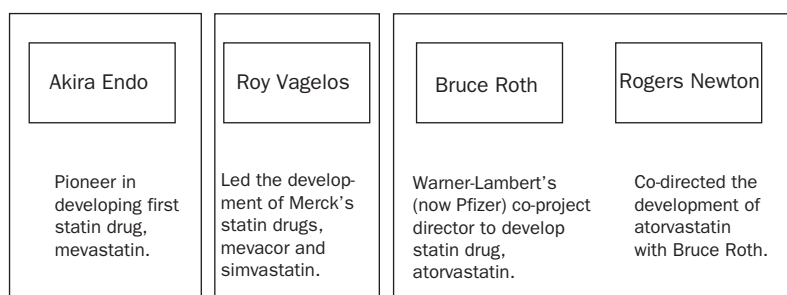 Akira Endo
Pioneer in
developing first
statin drug,
mevastatin.
Roy Vagelos
Led the develop-
ment of Merck's
statin drugs,
mevacor and
simvastatin.
Bruce Roth
Warner-Lambert's
(now Pfizer) co-project
director to develop
statin drug,
atorvastatin.
Rogers Newton
Co-directed the
development of
atorvastatin
with Bruce Roth.